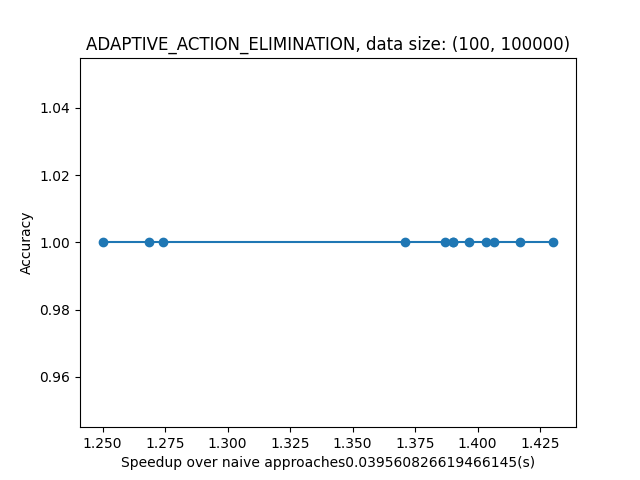 ADAPTIVE_ACTION_ELIMINATION, data size: (100, 100000)
1.04
1.02
1.00
0.98
0.96
Accuracy
1.250 1.275 1.300 1.325 1.350 1.375 1.400 1.425
Speedup over naive approaches0.039560826619466145(s)